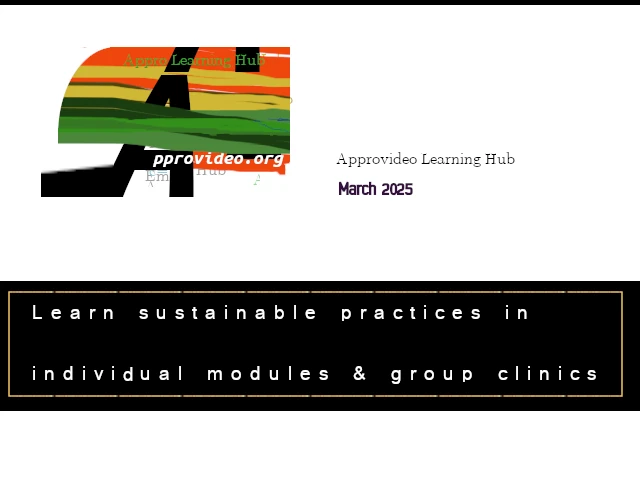 Appro Learning Hub
pprovideo.org
Hub
Em
Approvideo Learning Hub
March 2025
Learn sustainable practices in
individual modules & group clinics